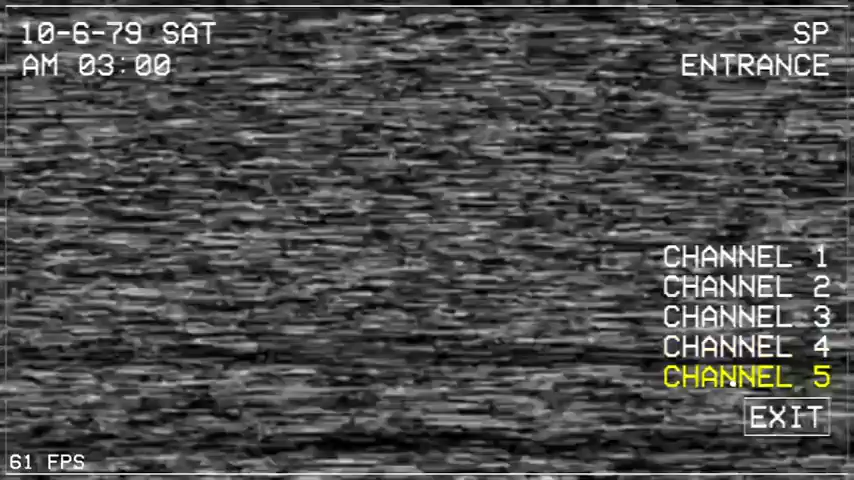 10-6-79 SAT
AM 03:00
SP
ENTRANCE
CHANNEL 1
CHANNEL 2
CHANNEL 3
CHANNEL 4
CHANNEL 5
EXIT
61 FPS